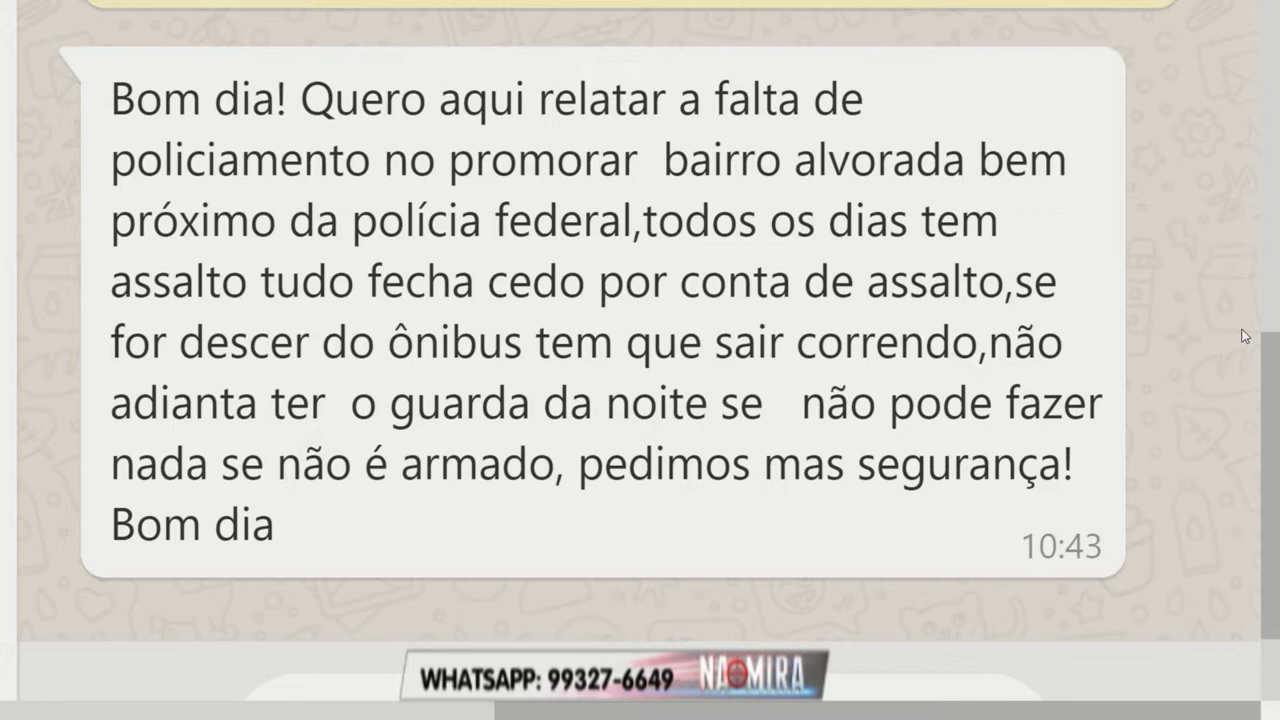 Bom dia! Quero aqui relatar a falta de
policiamento no promorar  bairro alvorada bem
próximo da polícia federal,todos os dias tem
assalto tudo fecha cedo por conta de assalto,se
for descer do ônibus tem que sair correndo,não
adianta ter  o guarda da noite se   não pode fazer
nada se não é armado, pedimos mas segurança!
Bom dia
10:43
WHATSAPP: 99327-6649 NA MIRA